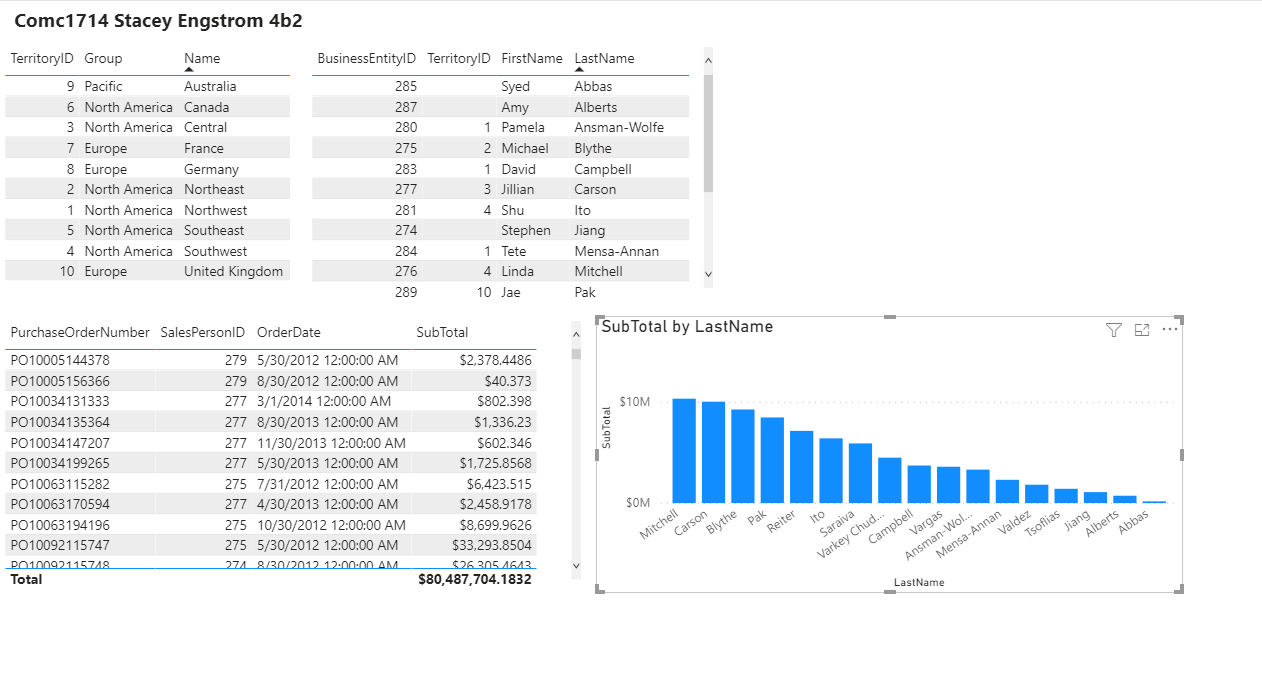 Comc1714 Stacey Engstrom 4b2
TerritoryID Group Name
9 Pacific Australia
6 North America Canada
3 North America Central
7 Europe France
8 Europe Germany
2 North America Northeast
1 North America Northwest
5 North America Southeast
4 North America Southwest
10 Europe United Kingdom
BusinessEntityID TerritoryID FirstName LastName
285 Syed Abbas
287 Amy Alberts
280 1 Pamela Ansman-Wolfe
275 2 Michael Blythe
283 1 David Campbell
277 3 Jillian Carson
281 4 Shu Ito
274 Stephen Jiang
284 1 Tete Mensa-Annan
276 4 Linda Mitchell
289 10 Jae Pak
PurchaseOrderNumber SalesPersonID OrderDate SubTotal
PO10005144378 279 5/30/2012 12:00:00 AM $2,378.4486
PO10005156366 279 8/30/2012 12:00:00 AM $40.373
PO10034131333 277 3/1/2014 12:00:00 AM $802.398
PO10034135364 277 8/30/2013 12:00:00 AM $1,336.23
PO10034147207 277 11/30/2013 12:00:00 AM $602.346
PO10034199265 277 5/30/2013 12:00:00 AM $1,725.8568
PO10063115282 275 7/31/2012 12:00:00 AM $6,423.515
PO10063170594 277 4/30/2013 12:00:00 AM $2,458.9178
PO10063194196 275 10/30/2012 12:00:00 AM $8,699.9626
PO10092115747 275 5/30/2012 12:00:00 AM $33,293.8504
PO10092115748 274 8/30/2012 12:00:00 AM $26,305.4643
Total $80,487,704.1832
SubTotal by LastName
SubTotal
$10M
$0M
Mitchell
Carson
Blythe
Pak
Reiter
Ito
Saraiva
Varkey Chud...
Campbell
Vargas
Ansman-Wol...
Mensa-Annan
Valdez
Tsoflias
Jiang
Alberts
Abbas
LastName